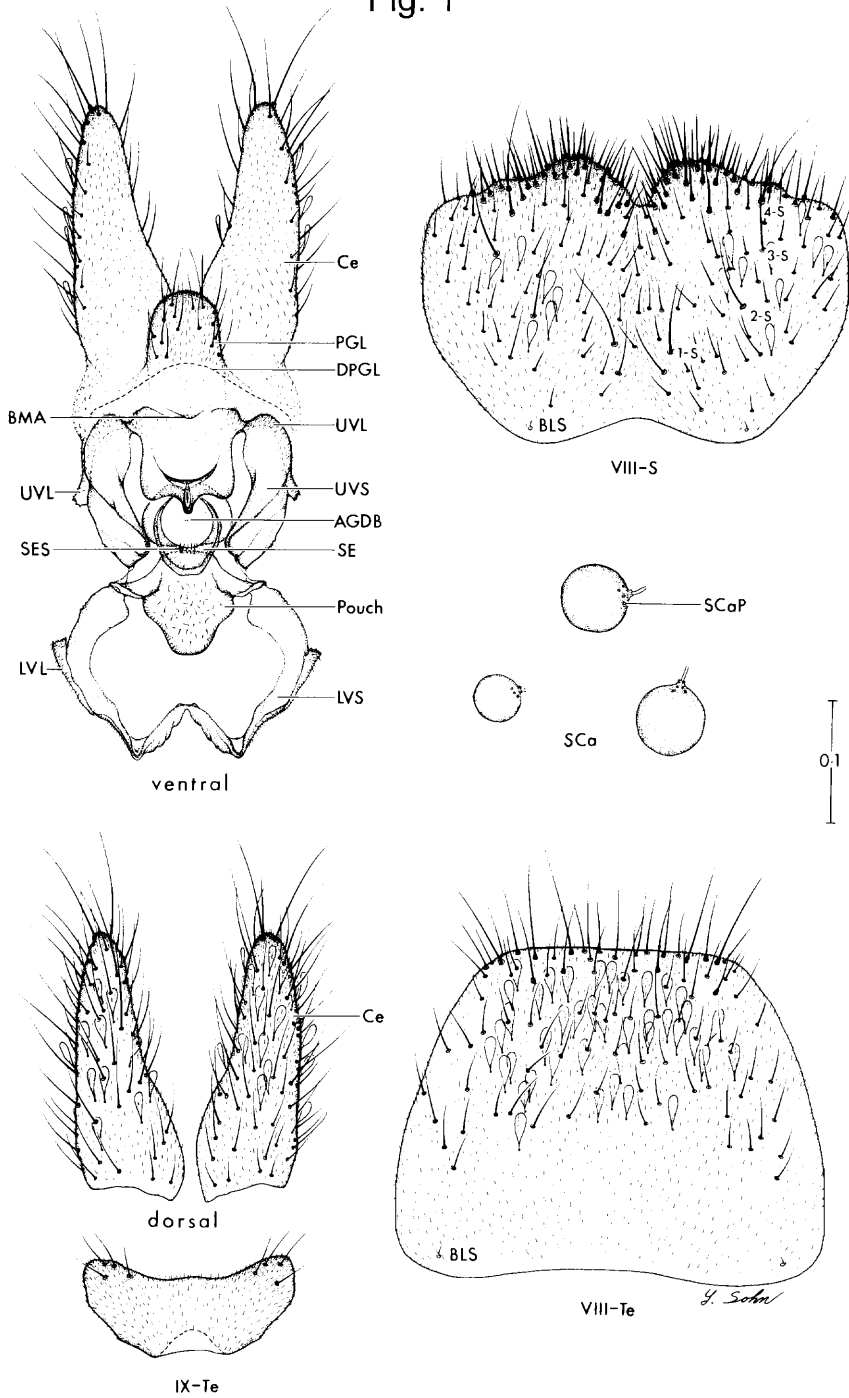 Fig. 1
Ce
PGL
DPGL
BMA
UVL
UVL
UVS
AGDB
SES
SE
Pouch
LVL
LVS
ventral
4-S
3-S
2-S
1-S
BLS
VIII-S
SCaP
SCa
0·1
Ce
dorsal
IX-Te
BLS
VIII-Te
Y. Sohn